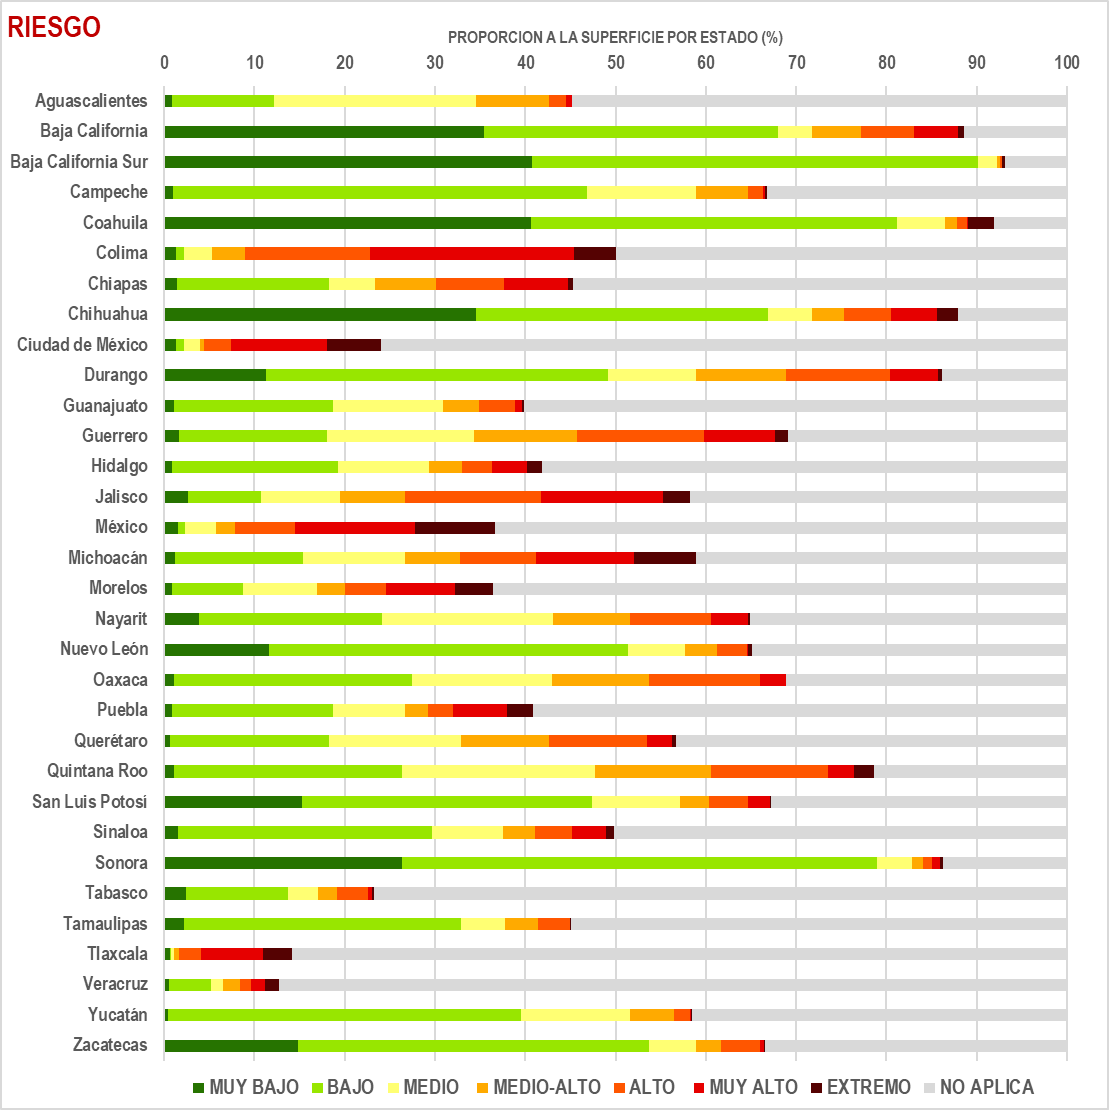 RIESGO
PROPORCION A LA SUPERFICIE POR ESTADO (%)
0 10 20 30 40 50 60 70 80 90 100
Aguascalientes
Baja California
Baja California Sur
Campeche
Coahuila
Colima
Chiapas
Chihuahua
Ciudad de México
Durango
Guanajuato
Guerrero
Hidalgo
Jalisco
México
Michoacán
Morelos
Nayarit
Nuevo León
Oaxaca
Puebla
Querétaro
Quintana Roo
San Luis Potosí
Sinaloa
Sonora
Tabasco
Tamaulipas
Tlaxcala
Veracruz
Yucatán
Zacatecas
MUY BAJO BAJO MEDIO MEDIO-ALTO ALTO MUY ALTO EXTREMO NO APLICA